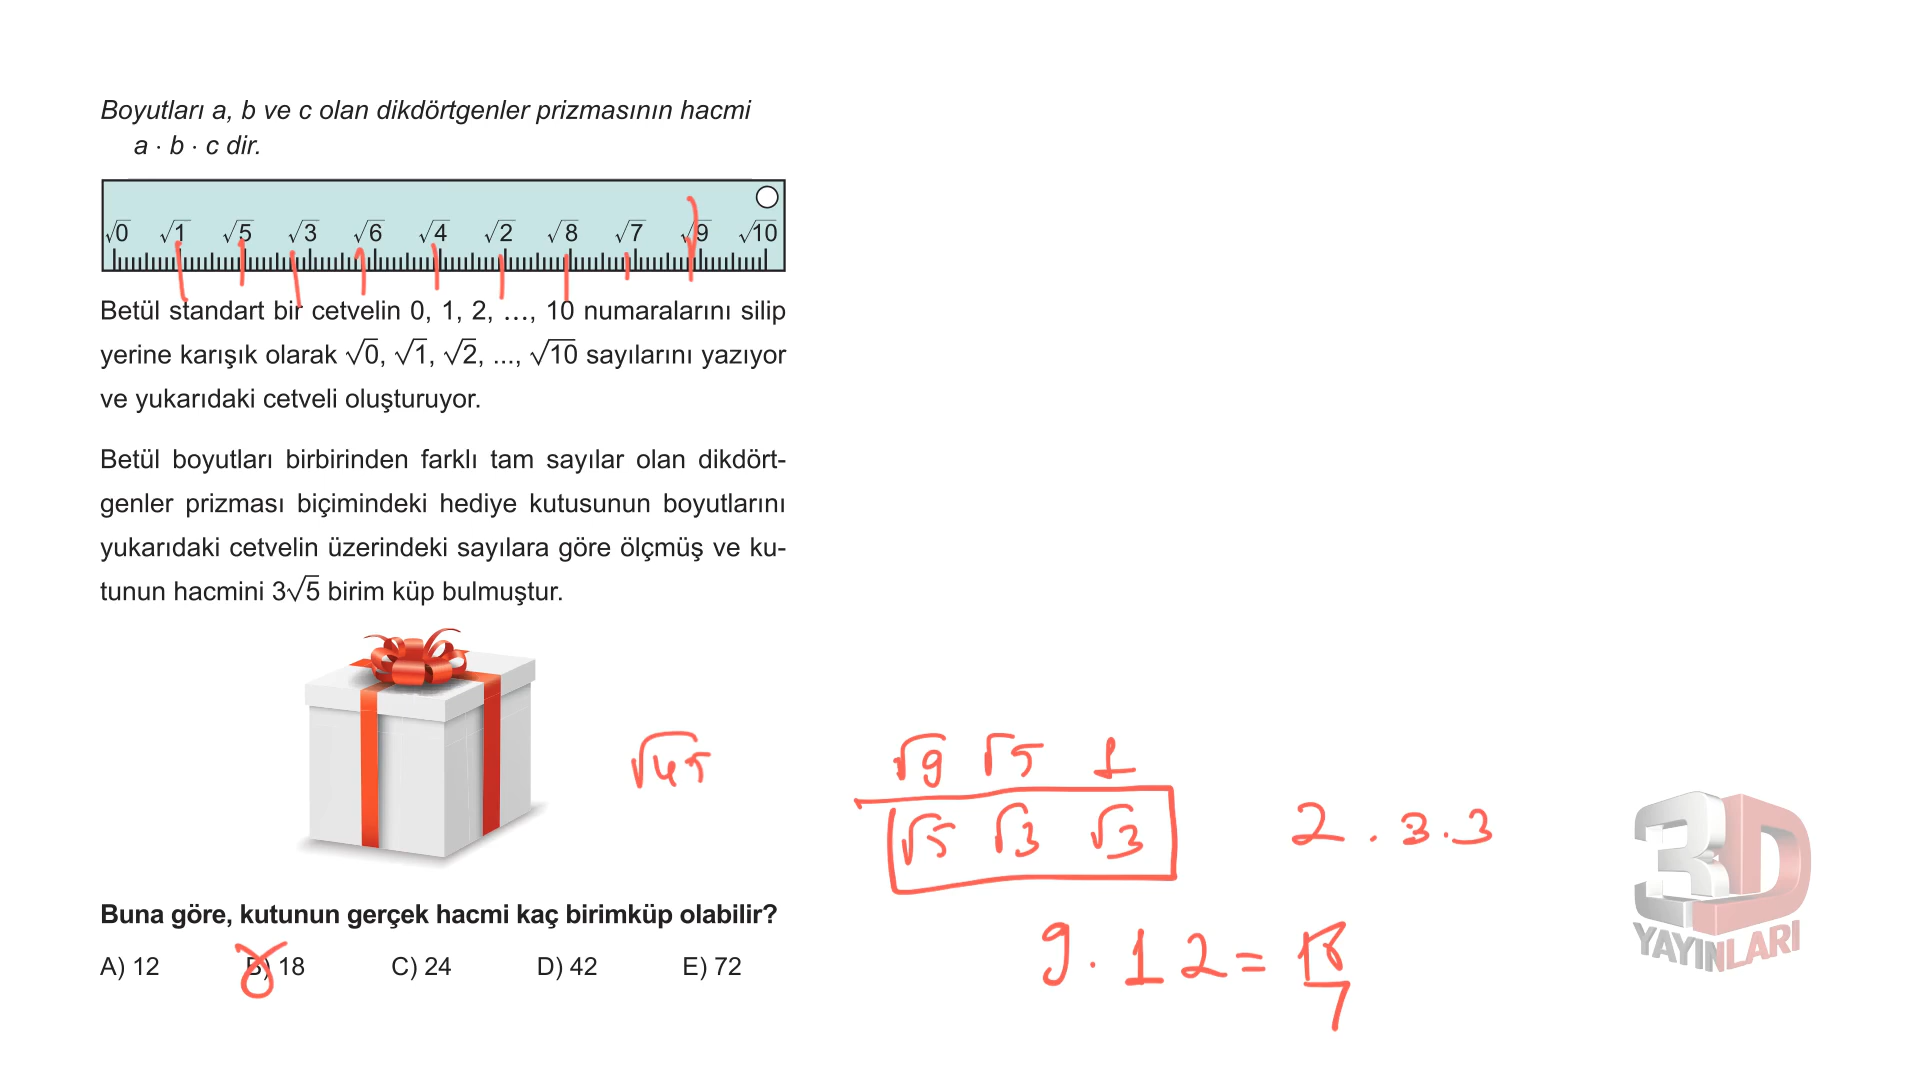 Boyutları a, b ve c olan dikdörtgenler prizmasının hacmi
a · b · c dir.
√0 √1 √5 √3 √6 √4 √2 √8 √7 √9 √10
Betül standart bir cetvelin 0, 1, 2, ..., 10 numaralarını silip
yerine karışık olarak √0, √1, √2, ..., √10 sayılarını yazıyor
ve yukarıdaki cetveli oluşturuyor.
Betül boyutları birbirinden farklı tam sayılar olan dikdört-
genler prizması biçimindeki hediye kutusunun boyutlarını
yukarıdaki cetvelin üzerindeki sayılara göre ölçmüş ve ku-
tunun hacmini 3√5 birim küp bulmuştur.
√45
√9 √5 1
√5 √3 √3
2 . 3 . 3
Buna göre, kutunun gerçek hacmi kaç birimküp olabilir?
9 . 1 2 = 18
7
A) 12 B) 18 C) 24 D) 42 E) 72
3D
YAYINLARI